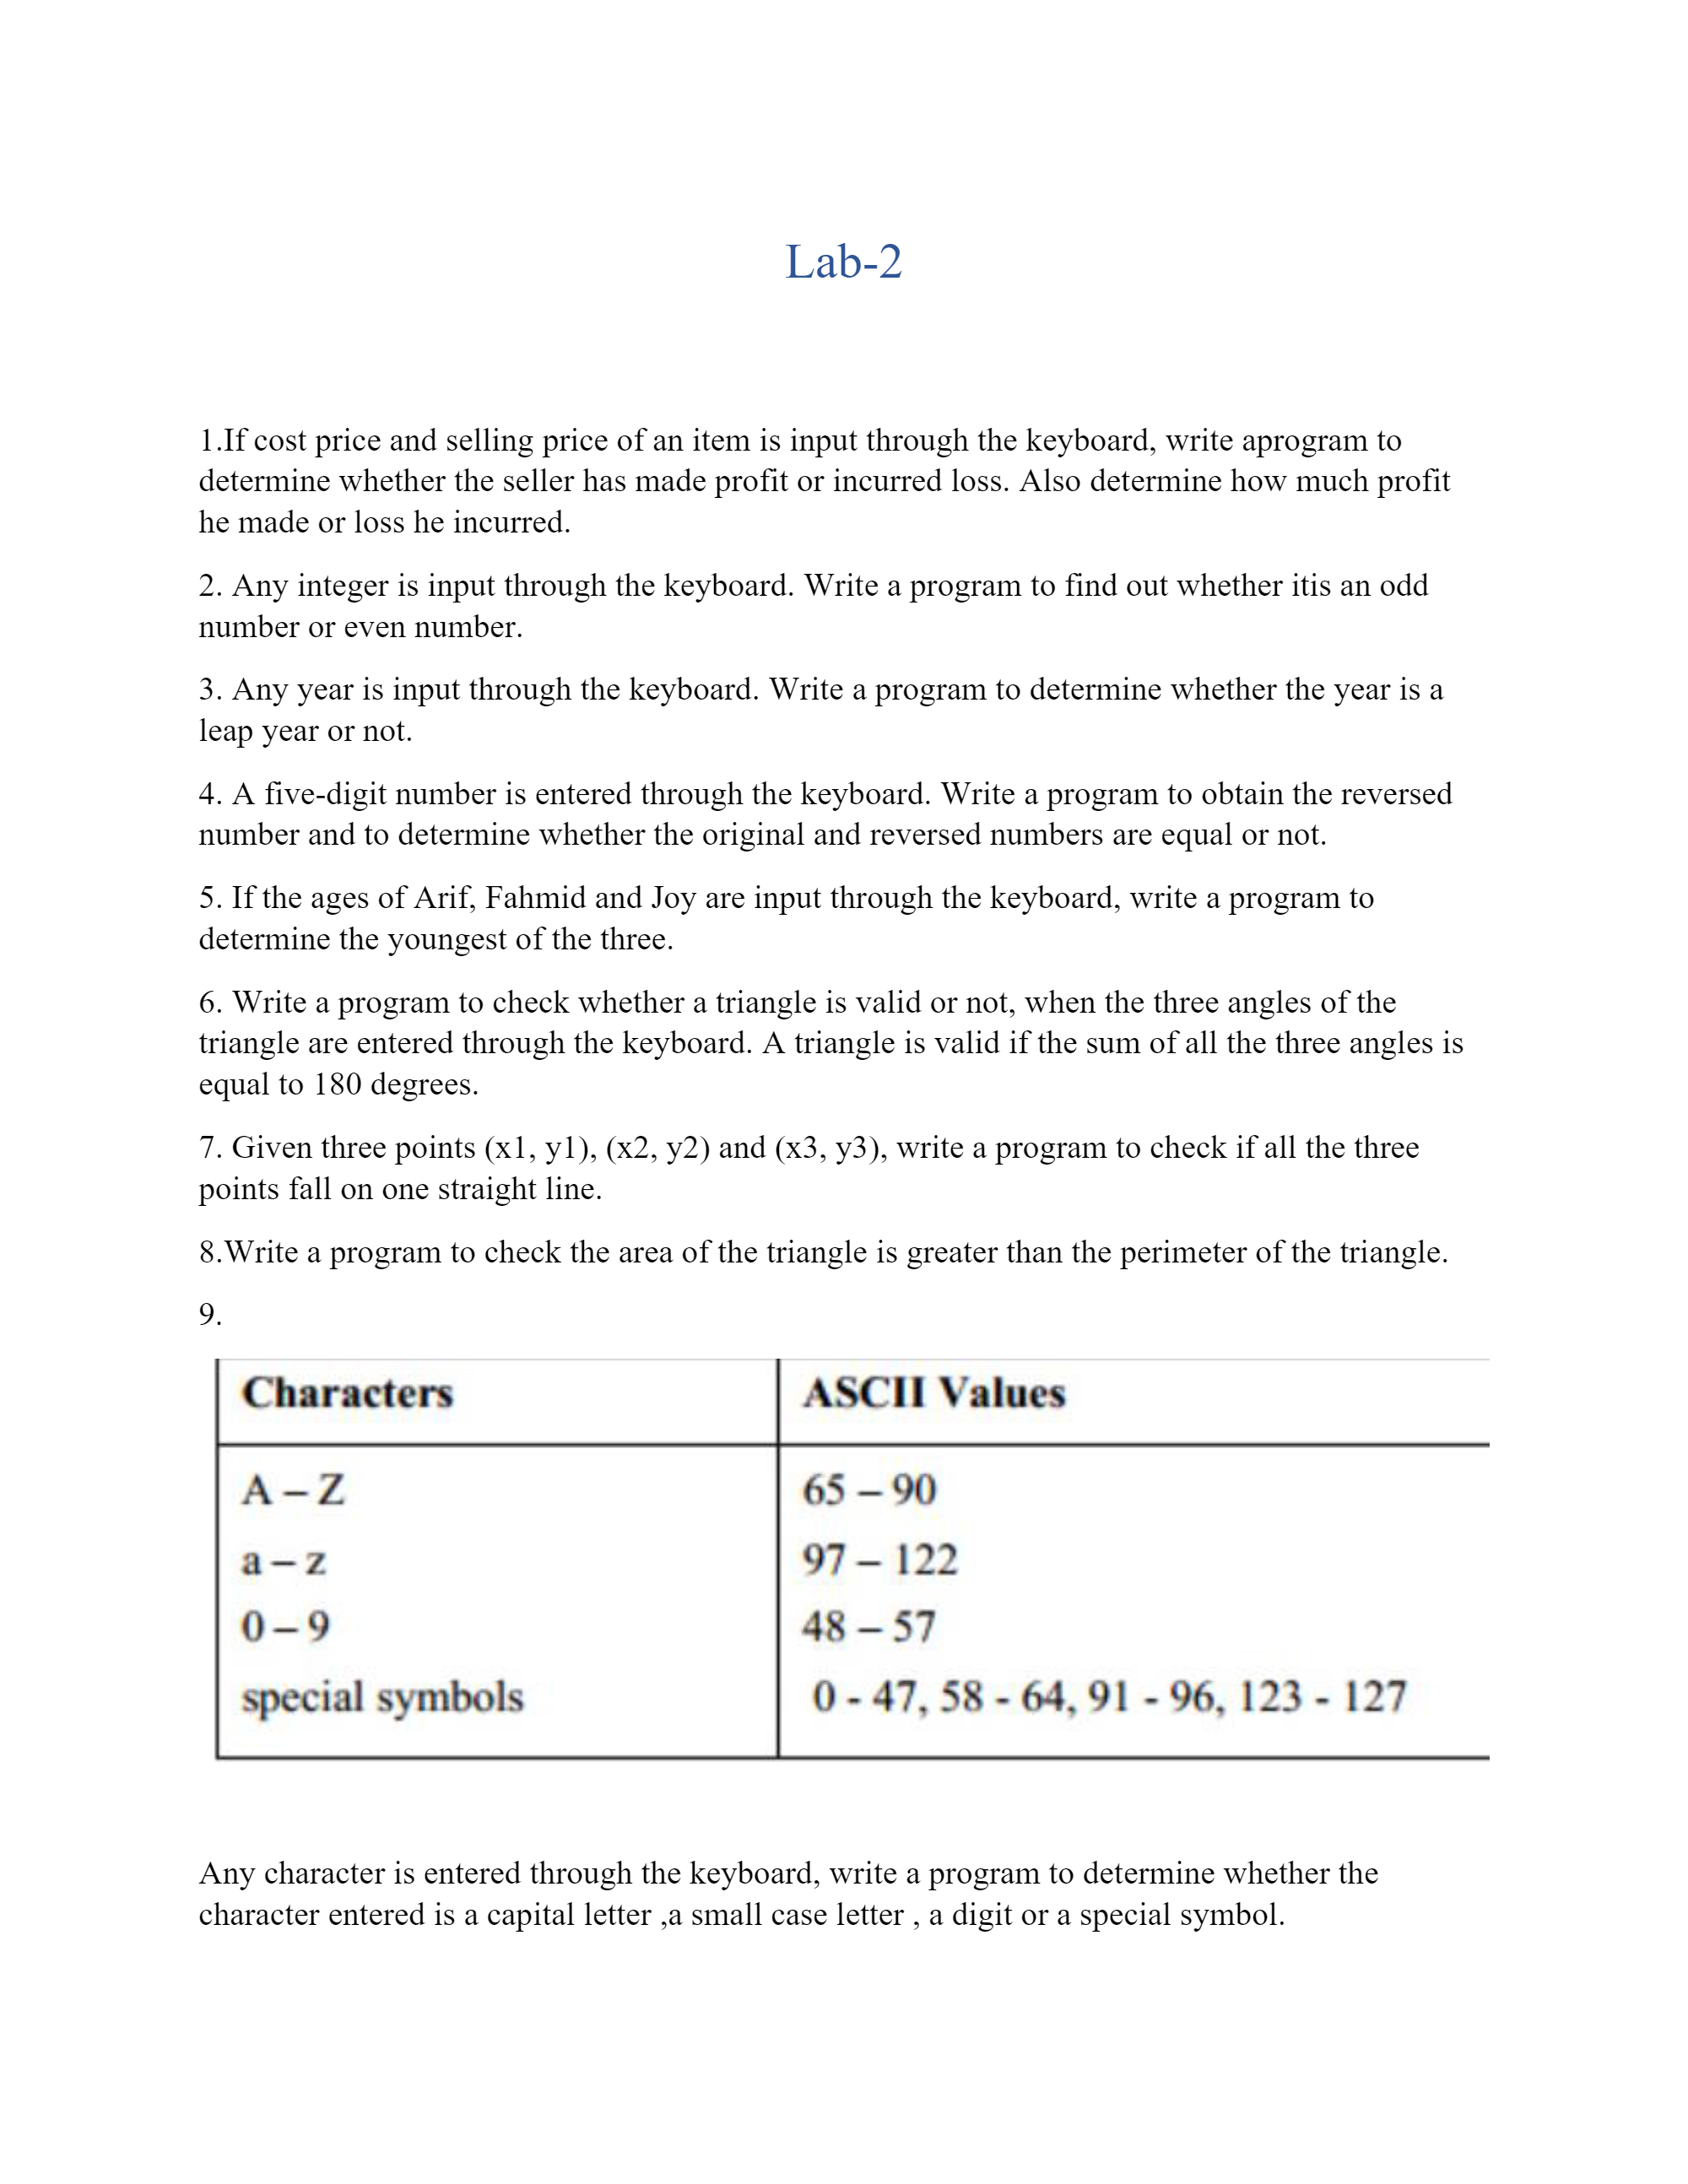 Lab-2
1.If cost price and selling price of an item is input through the keyboard, write aprogram to
determine whether the seller has made profit or incurred loss. Also determine how much profit
he made or loss he incurred.
2. Any integer is input through the keyboard. Write a program to find out whether itis an odd
number or even number.
3. Any year is input through the keyboard. Write a program to determine whether the year is a
leap year or not.
4. A five-digit number is entered through the keyboard. Write a program to obtain the reversed
number and to determine whether the original and reversed numbers are equal or not.
5. If the ages of Arif, Fahmid and Joy are input through the keyboard, write a program to
determine the youngest of the three.
6. Write a program to check whether a triangle is valid or not, when the three angles of the
triangle are entered through the keyboard. A triangle is valid if the sum of all the three angles is
equal to 180 degrees.
7. Given three points (x1, y1), (x2, y2) and (x3, y3), write a program to check if all the three
points fall on one straight line.
8.Write a program to check the area of the triangle is greater than the perimeter of the triangle.
9.
Characters ASCII Values
A – Z 65 – 90
a – z 97 – 122
0 – 9 48 – 57
special symbols 0 - 47, 58 - 64, 91 - 96, 123 - 127
Any character is entered through the keyboard, write a program to determine whether the
character entered is a capital letter ,a small case letter , a digit or a special symbol.